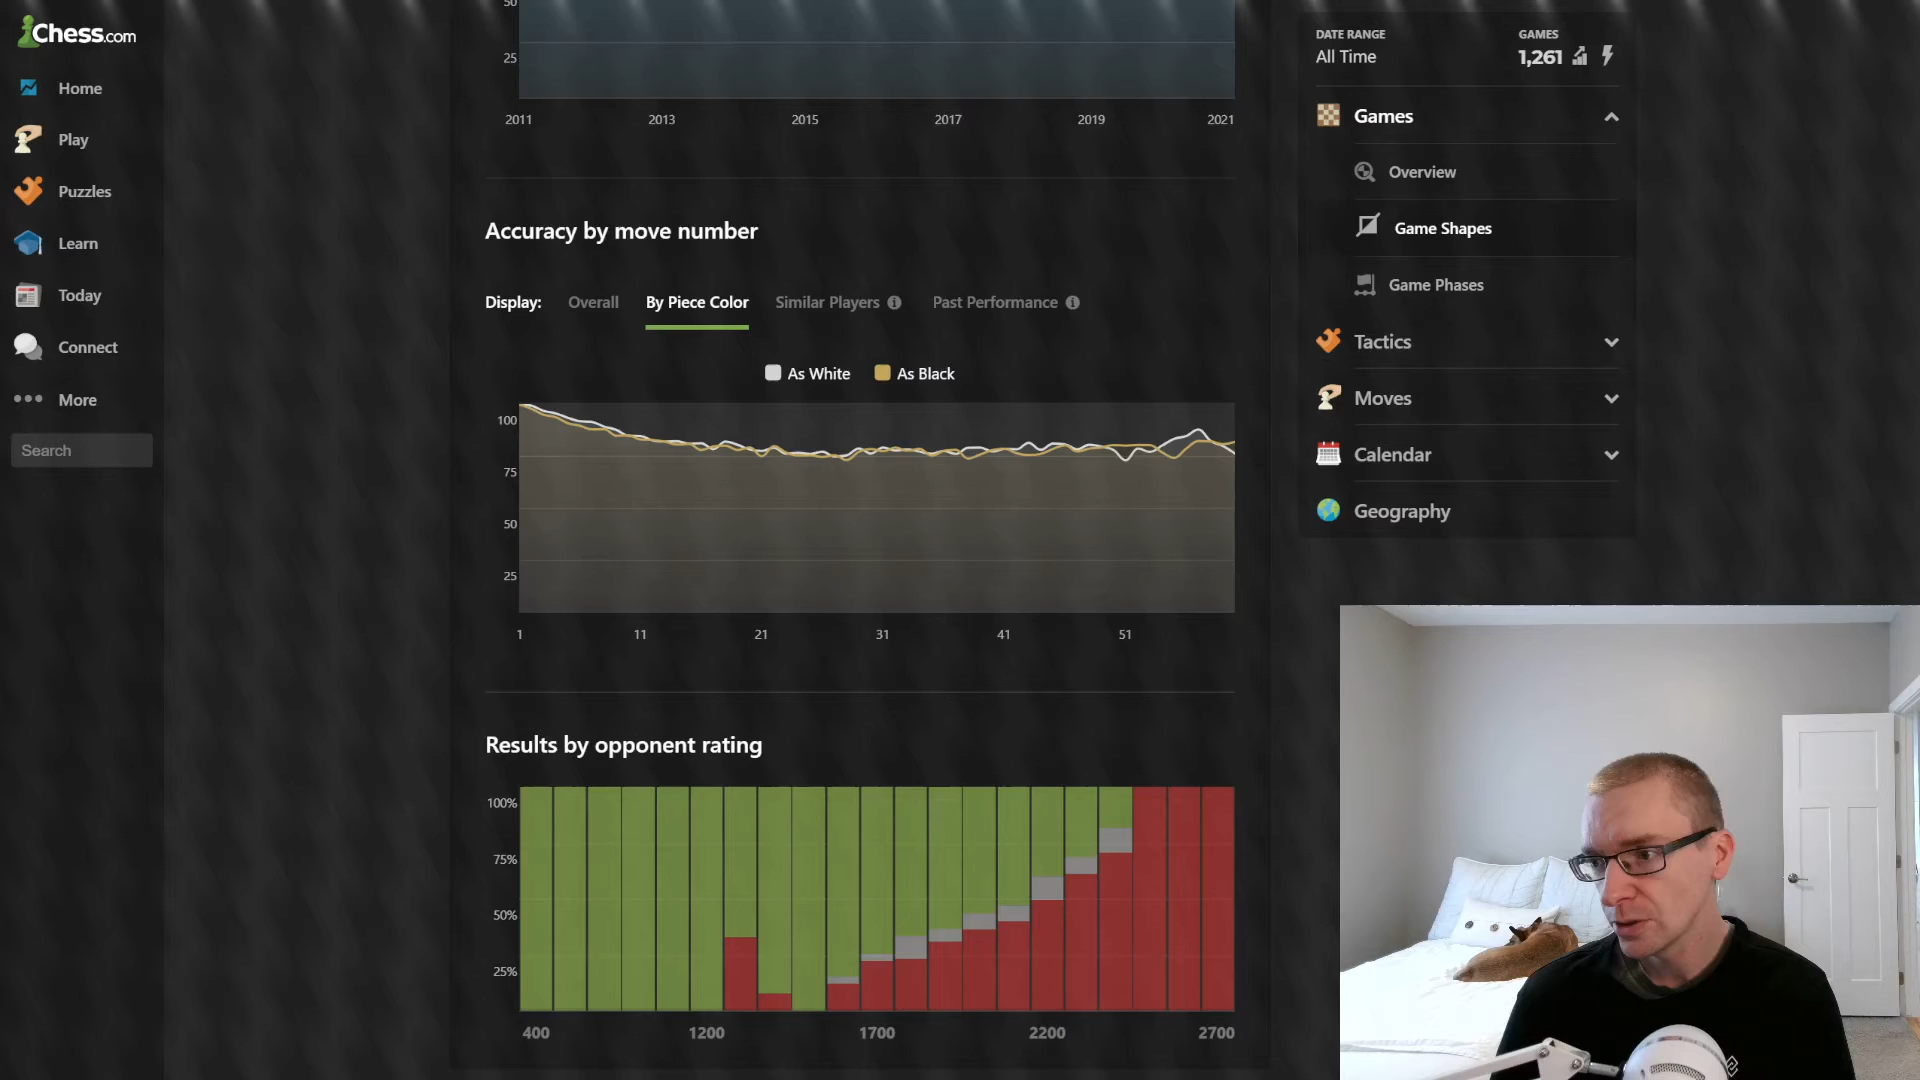 Chess.com
Home
Play
Puzzles
Learn
Today
Connect
More
Search
50
25
2011 2013 2015 2017 2019 2021
Accuracy by move number
Display: Overall By Piece Color Similar Players Past Performance
As White As Black
100
75
50
25
1 11 21 31 41 51
Results by opponent rating
100%
75%
50%
25%
400 1200 1700 2200 2700
DATE RANGE GAMES
All Time 1,261
Games
Overview
Game Shapes
Game Phases
Tactics
Moves
Calendar
Geography